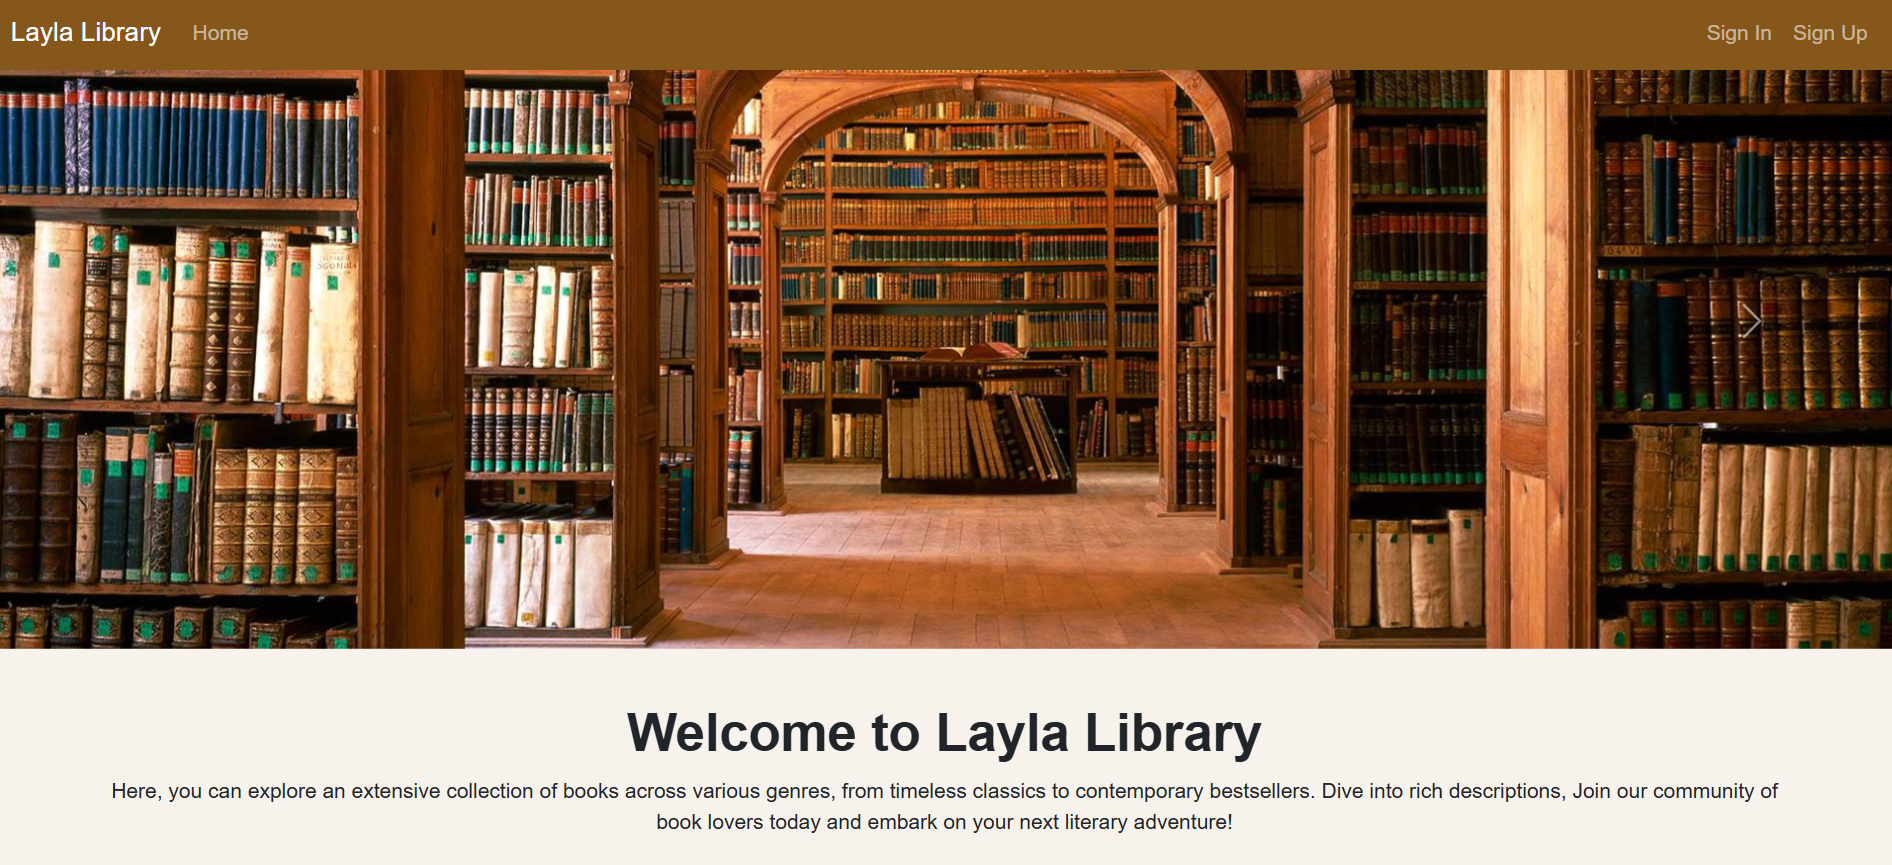 Layla Library Home Sign In Sign Up
Welcome to Layla Library
Here, you can explore an extensive collection of books across various genres, from timeless classics to contemporary bestsellers. Dive into rich descriptions, Join our community of
book lovers today and embark on your next literary adventure!